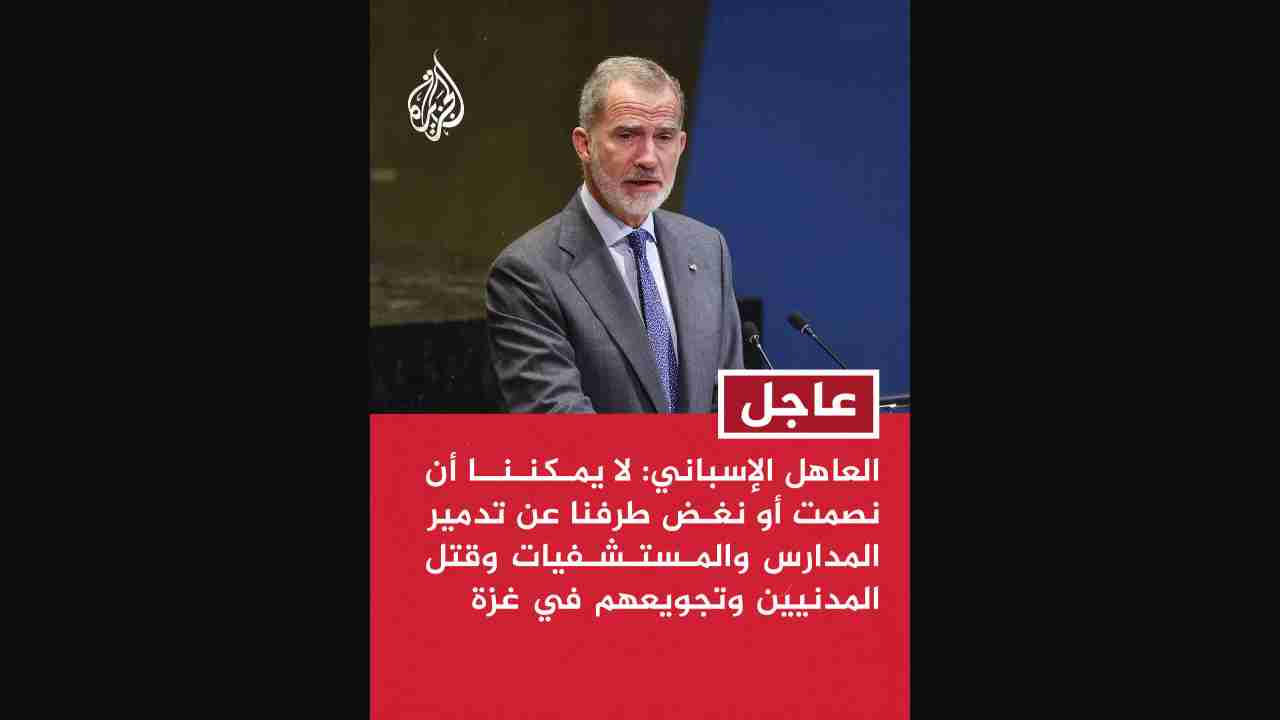 الجزيرة
عاجل
العاهل الإسباني: لا يمكننا أن
نصمت أو نغض طرفنا عن تدمير
المدارس والمستشفيات وقتل
المدنيين وتجويعهم في غزة